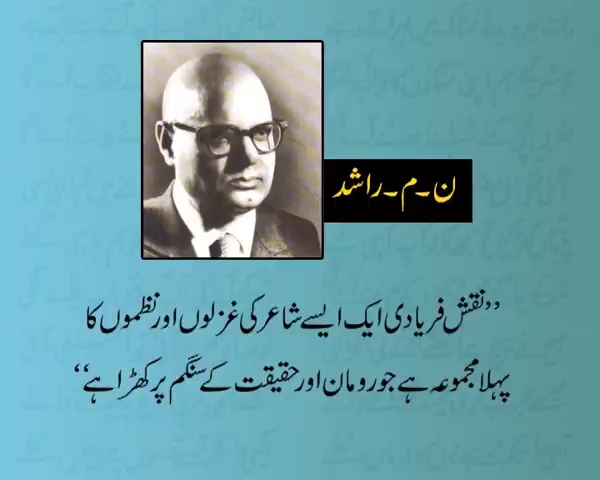 ن۔م۔راشد
’’نقش فریادی ایک ایسے شاعر کی غزلوں اور نظموں کا
پہلا مجموعہ ہے جو رومان اور حقیقت کے سنگم پر کھڑا ہے‘‘